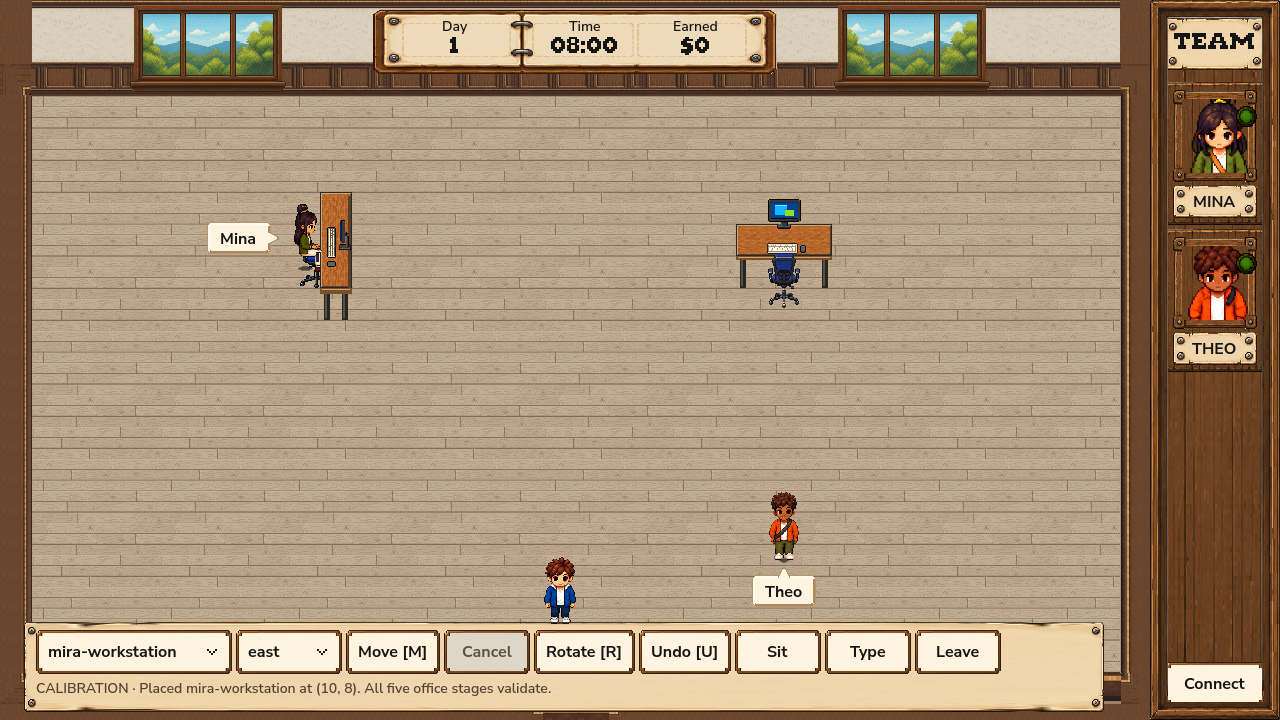 Day
1
Time
08:00
Earned
$0
TEAM
MINA
THEO
Mina
Theo
mira-workstation
east
Move [M]
Cancel
Rotate [R]
Undo [U]
Sit
Type
Leave
CALIBRATION · Placed mira-workstation at (10, 8). All five office stages validate.
Connect